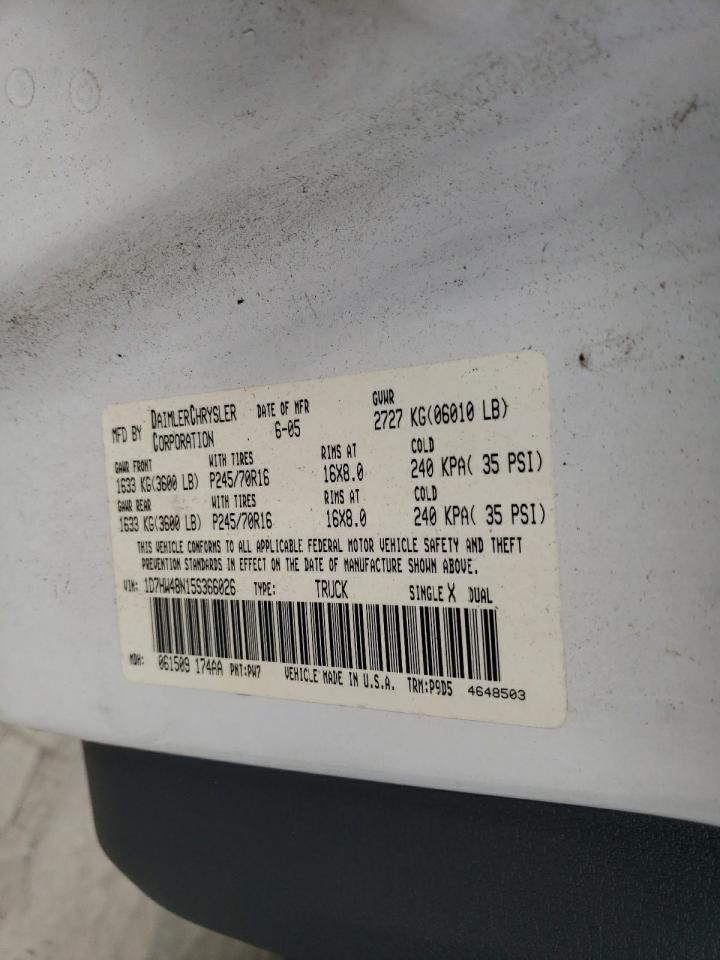 MFD BY DAIMLERCHRYSLER CORPORATION DATE OF MFR 6-05 GVWR 2727 KG(06010 LB)
GAWR FRONT WITH TIRES RIMS AT COLD
1633 KG(3600 LB) P245/70R16 16X8.0 240 KPA( 35 PSI)
GAWR REAR WITH TIRES RIMS AT COLD
1633 KG(3600 LB) P245/70R16 16X8.0 240 KPA( 35 PSI)
THIS VEHICLE CONFORMS TO ALL APPLICABLE FEDERAL MOTOR VEHICLE SAFETY AND THEFT
PREVENTION STANDARDS IN EFFECT ON THE DATE OF MANUFACTURE SHOWN ABOVE.
VIN: 1D7HW48N15S366026 TYPE: TRUCK SINGLE X DUAL
MDH: 061509 174AA PNT:PW7 VEHICLE MADE IN U.S.A. TRM:P9D5 4648503